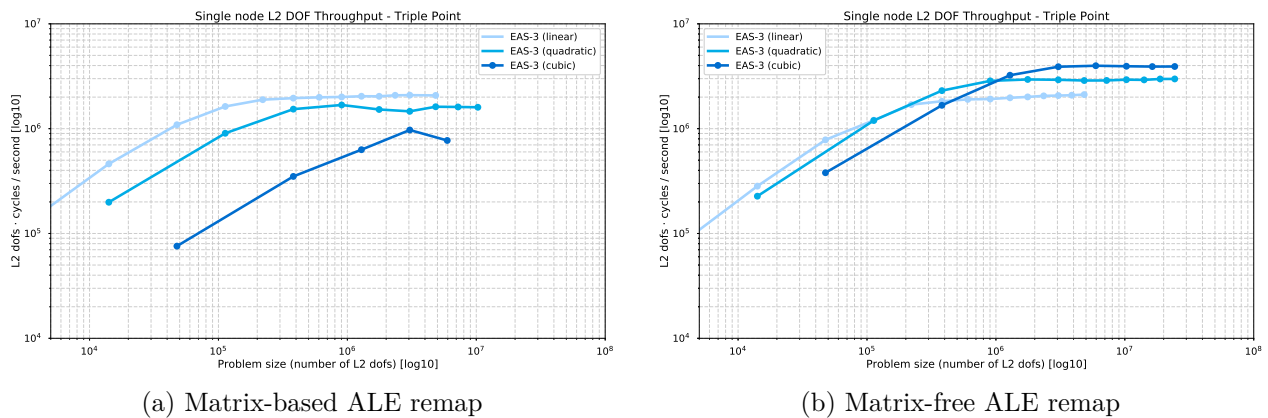 Single node L2 DOF Throughput - Triple Point
10^7
10^6
10^5
10^4
L2 dofs · cycles / second [log10]
EAS-3 (linear)
EAS-3 (quadratic)
EAS-3 (cubic)
10^4 10^5 10^6 10^7 10^8
Problem size (number of L2 dofs) [log10]
(a) Matrix-based ALE remap
Single node L2 DOF Throughput - Triple Point
10^7
10^6
10^5
10^4
L2 dofs · cycles / second [log10]
EAS-3 (linear)
EAS-3 (quadratic)
EAS-3 (cubic)
10^4 10^5 10^6 10^7 10^8
Problem size (number of L2 dofs) [log10]
(b) Matrix-free ALE remap